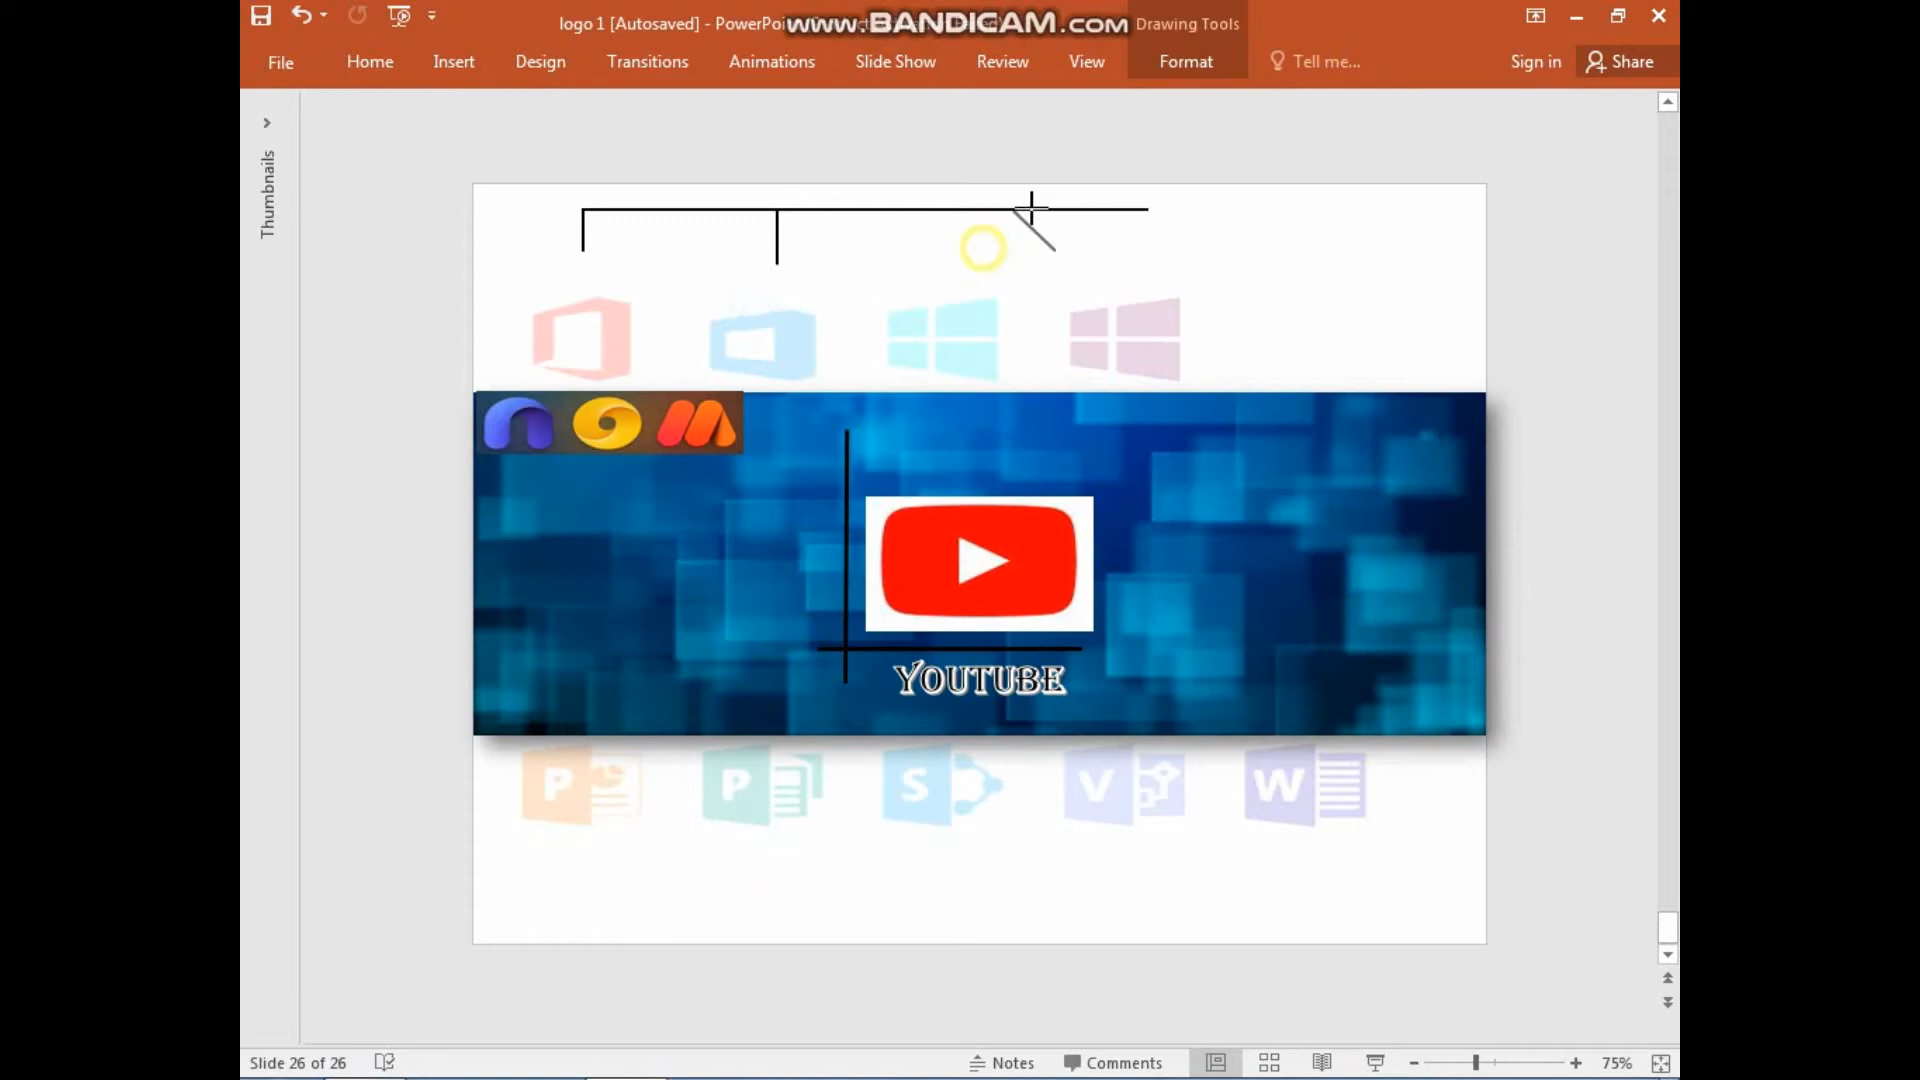 logo 1 [Autosaved] - PowerPoi
www.BANDICAM.com
Drawing Tools
File
Home
Insert
Design
Transitions
Animations
Slide Show
Review
View
Format
Tell me...
Sign in
Share
Thumbnails
YOUTUBE
P
P
S
V
W
Slide 26 of 26
Notes
Comments
75%